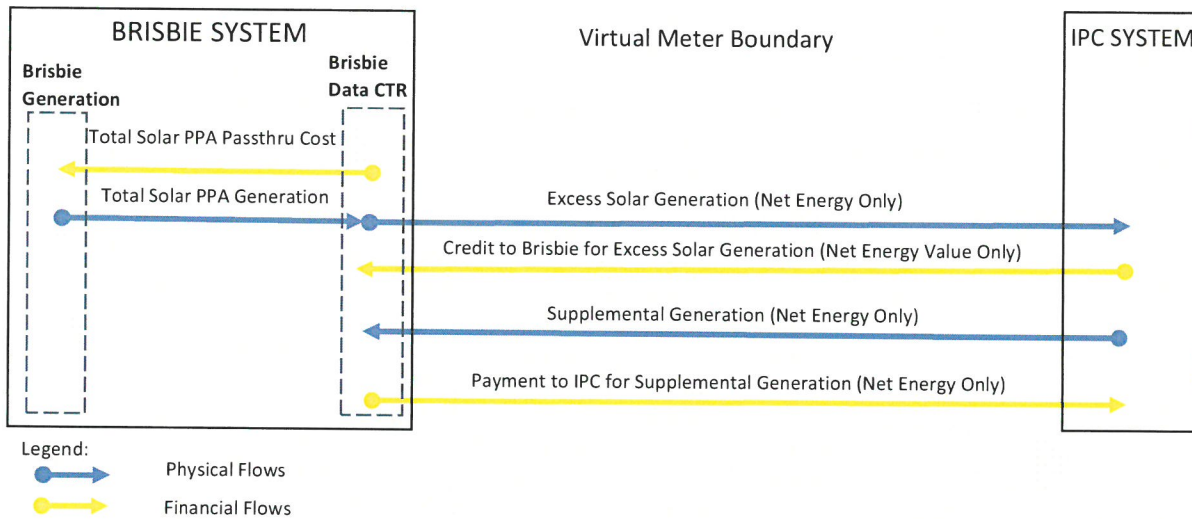 BRISBIE SYSTEM
Virtual Meter Boundary
IPC SYSTEM
Brisbie
Generation
Brisbie
Data CTR
Total Solar PPA Passthru Cost
Total Solar PPA Generation
Excess Solar Generation (Net Energy Only)
Credit to Brisbie for Excess Solar Generation (Net Energy Value Only)
Supplemental Generation (Net Energy Only)
Payment to IPC for Supplemental Generation (Net Energy Only)
Legend:
Physical Flows
Financial Flows